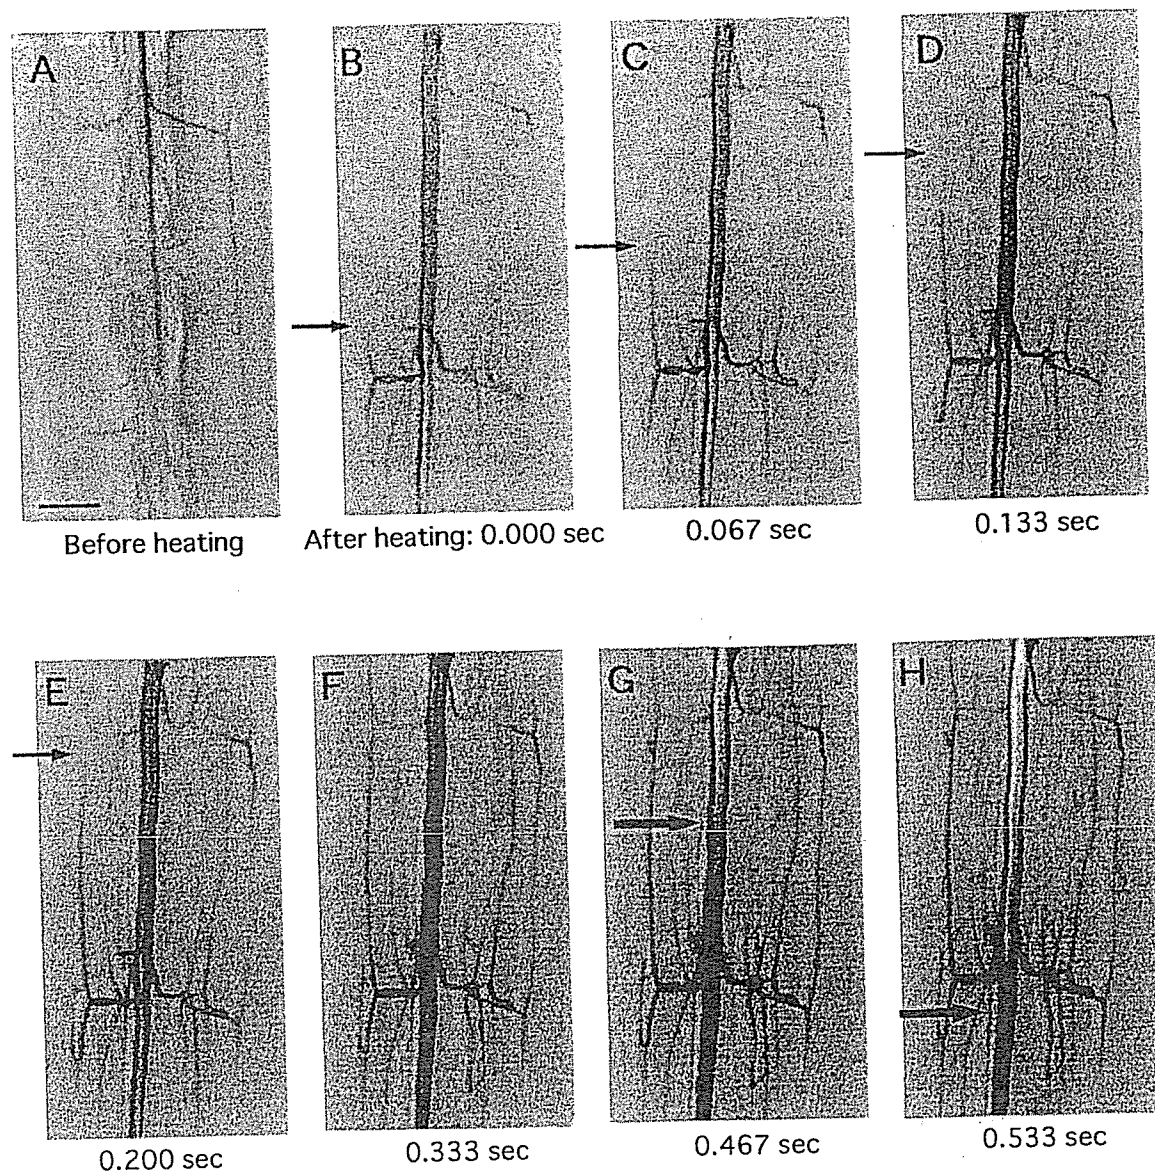 A
B
C
D
Before heating
After heating: 0.000 sec
0.067 sec
0.133 sec
E
F
G
H
0.200 sec
0.333 sec
0.467 sec
0.533 sec